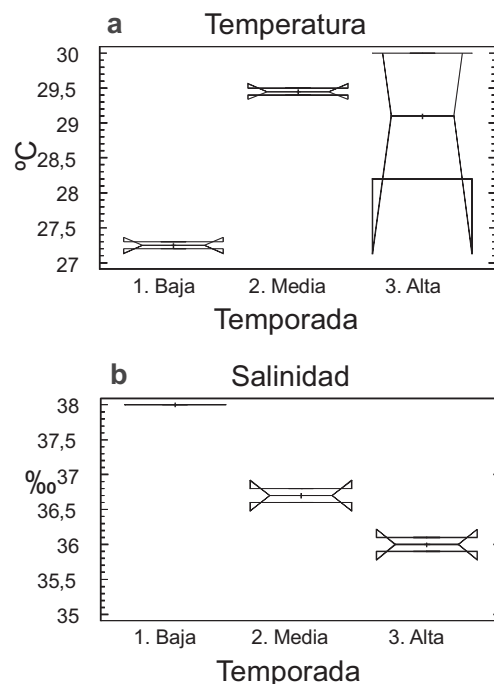 a Temperatura
30
29,5
29
28,5
28
27,5
27
ºC
1. Baja 2. Media 3. Alta
Temporada
b Salinidad
38
37,5
37
36,5
36
35,5
35
‰
1. Baja 2. Media 3. Alta
Temporada